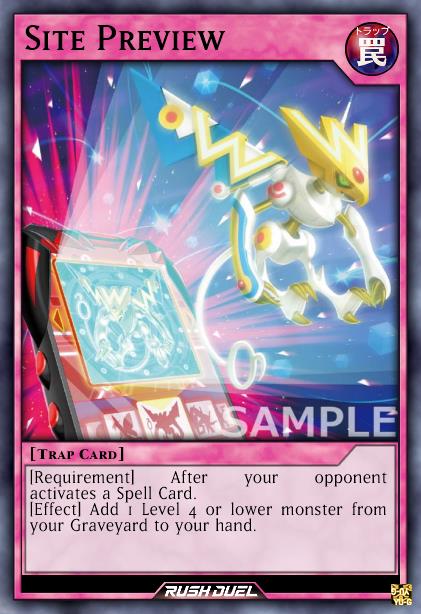 Site Preview
トラップ
罠
SAMPLE
[Trap Card]
[Requirement] After your opponent
activates a Spell Card.
[Effect] Add 1 Level 4 or lower monster from
your Graveyard to your hand.
RUSH DUEL